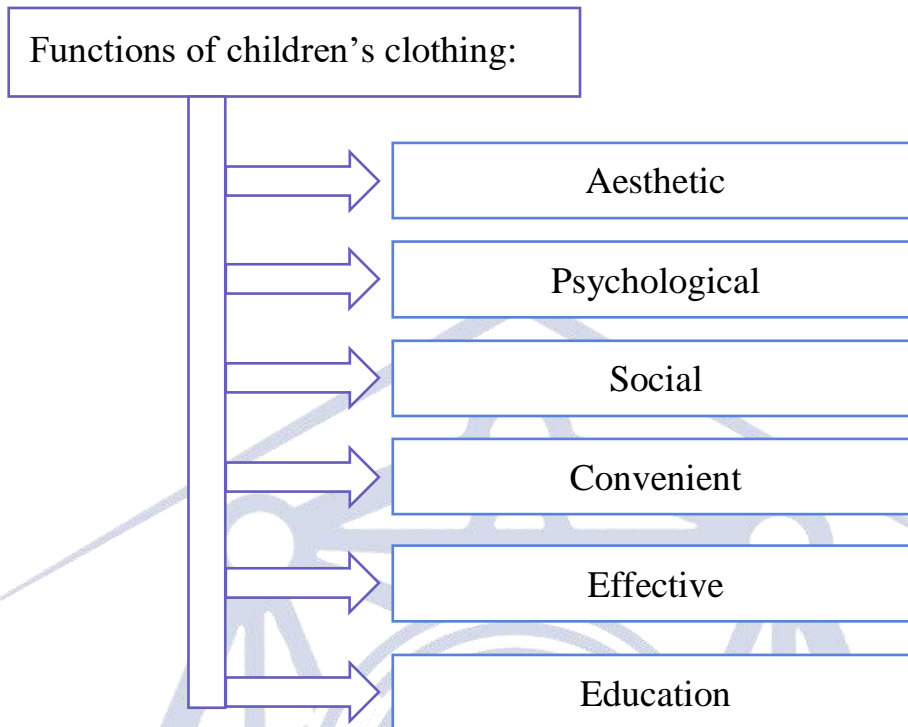 Functions of children’s clothing:
Aesthetic
Psychological
Social
Convenient
Effective
Education